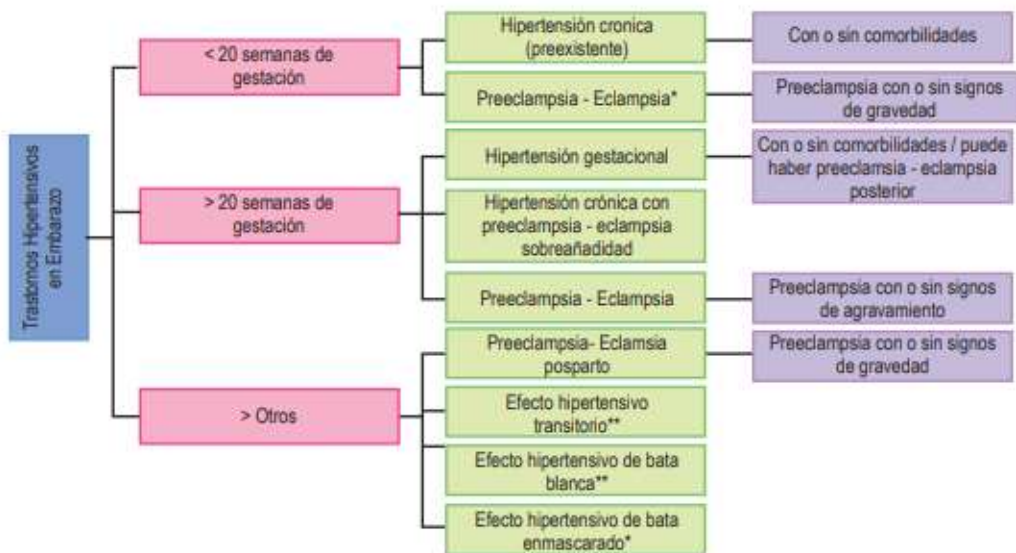 Trastornos Hipertensivos
en Embarazo
< 20 semanas de
gestación
Hipertensión cronica
(preexistente)
Con o sin comorbilidades
Preeclampsia - Eclampsia*
Preeclampsia con o sin signos
de gravedad
> 20 semanas de
gestación
Hipertensión gestacional
Con o sin comorbilidades / puede
haber preeclamsia - eclampsia
posterior
Hipertensión crónica con
preeclampsia - eclampsia
sobreañadidad
Preeclampsia - Eclampsia
Preeclampsia con o sin signos
de agravamiento
> Otros
Preeclampsia- Eclamsia
posparto
Preeclampsia con o sin signos
de gravedad
Efecto hipertensivo
transitorio**
Efecto hipertensivo de bata
blanca**
Efecto hipertensivo de bata
enmascarado*